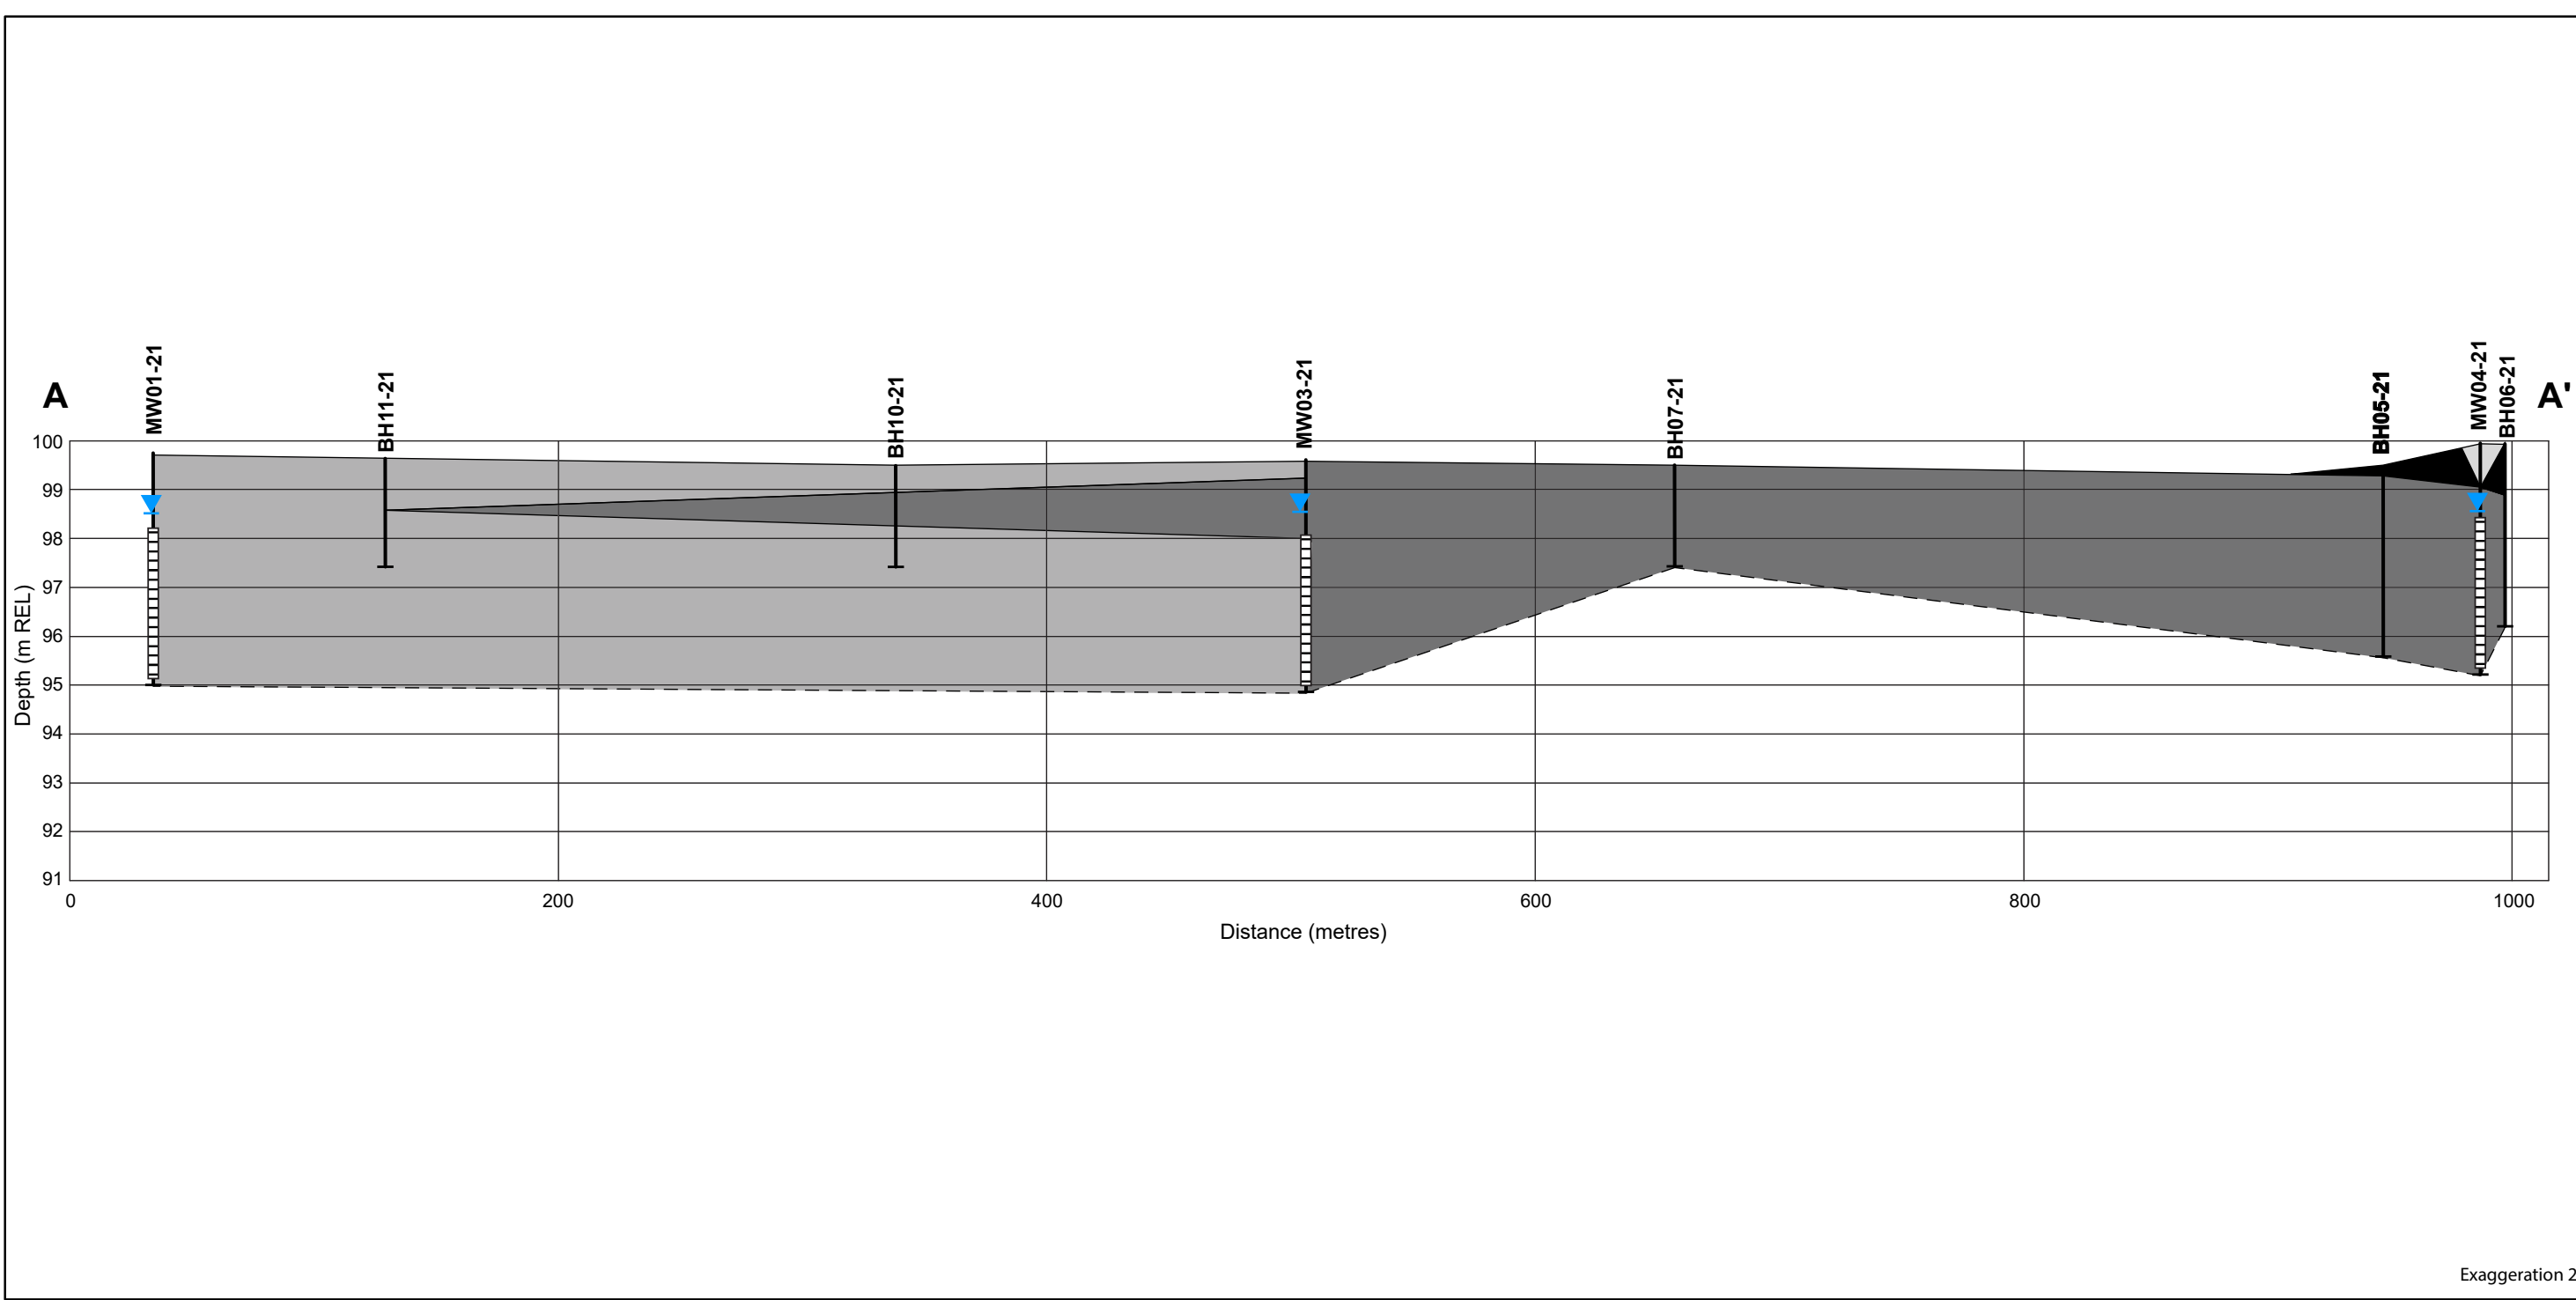 A
MW01-21
BH11-21
BH10-21
MW03-21
BH07-21
BH05-21
MW04-21
BH06-21
A'
Depth (m REL)
100
99
98
97
96
95
94
93
92
91
0 200 400 600 800 1000
Distance (metres)
Exaggeration 2